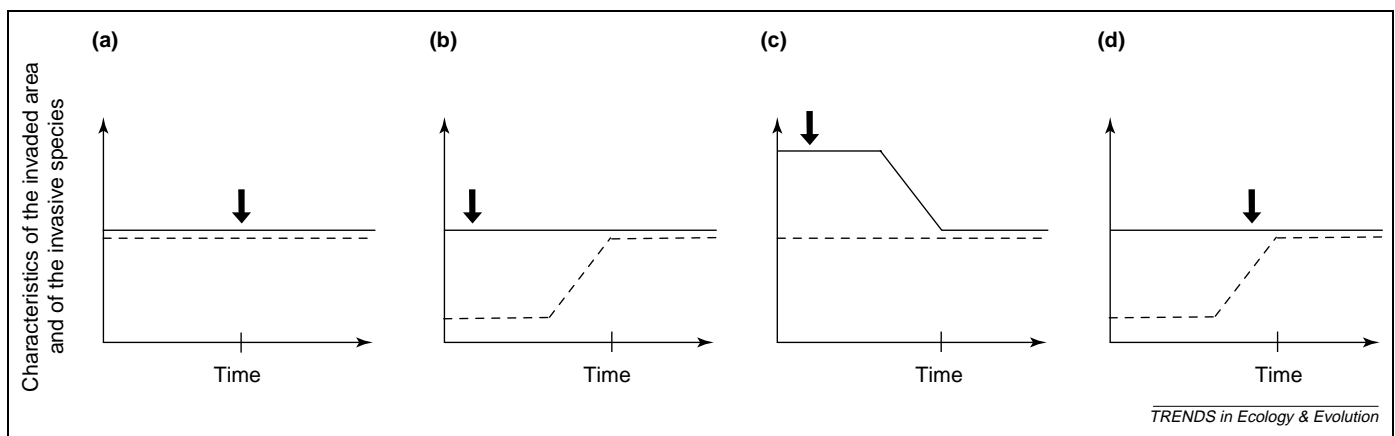 (a)
(b)
(c)
(d)
Characteristics of the invaded area
and of the invasive species
Time
Time
Time
Time
TRENDS in Ecology & Evolution